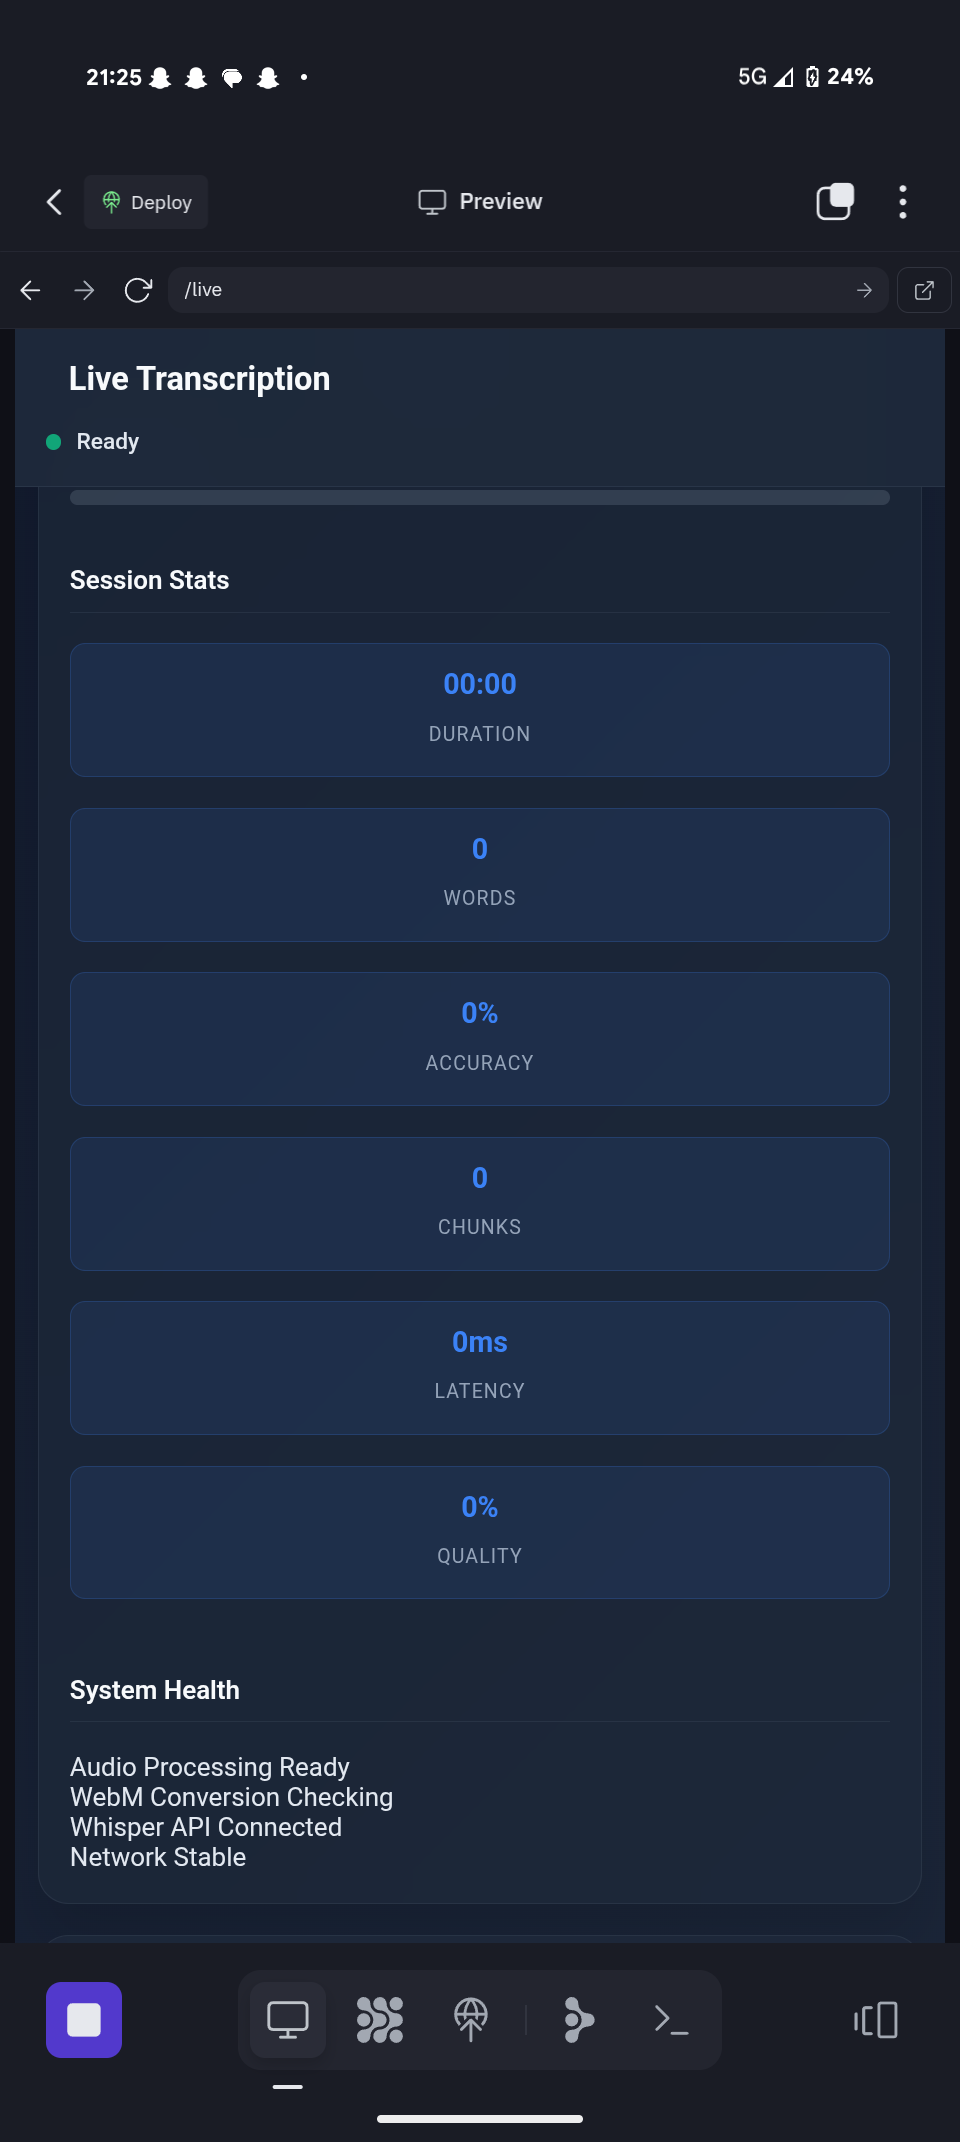 21:25
5G 24%
Deploy
Preview
/live
Live Transcription
Ready
Session Stats
00:00
DURATION
0
WORDS
0%
ACCURACY
0
CHUNKS
0ms
LATENCY
0%
QUALITY
System Health
Audio Processing Ready
WebM Conversion Checking
Whisper API Connected
Network Stable